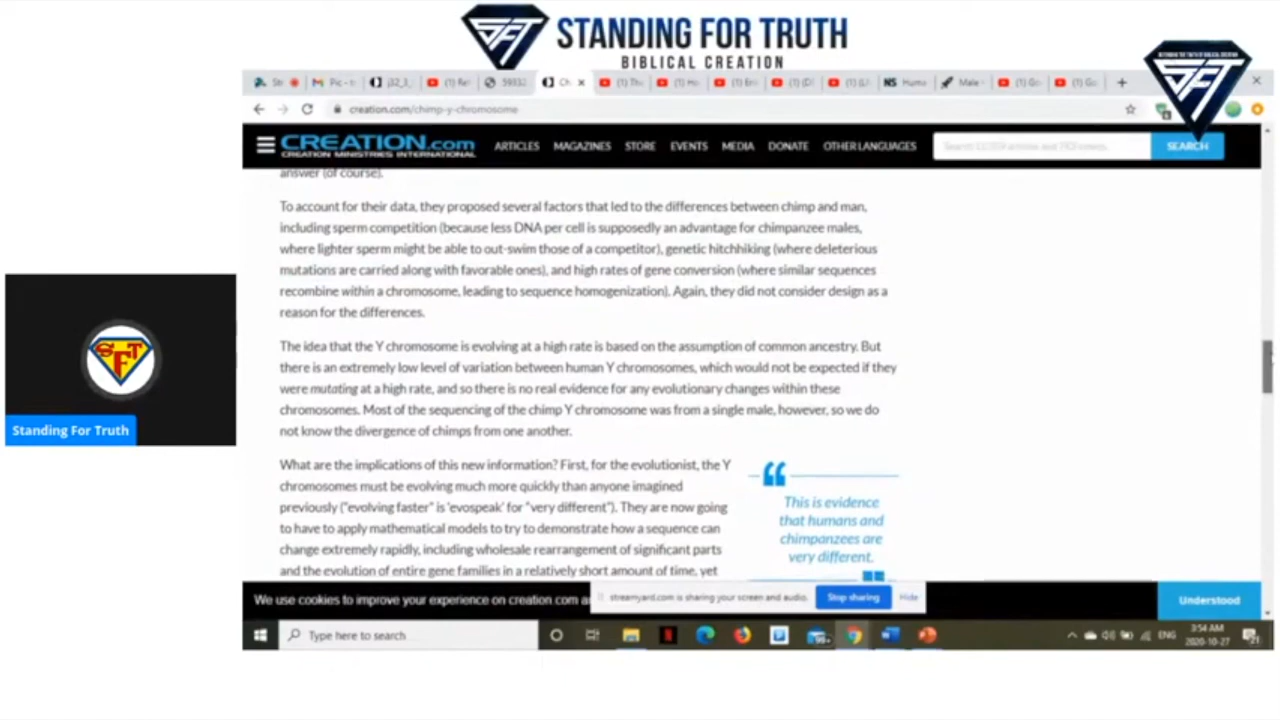 STANDING FOR TRUTH
BIBLICAL CREATION
SFT
SFT
creation.com/chimp-y-chromosome
CREATION.com
CREATION MINISTRIES INTERNATIONAL
ARTICLES MAGAZINES STORE EVENTS MEDIA DONATE OTHER LANGUAGES
SEARCH
answer (of course).
To account for their data, they proposed several factors that led to the differences between chimp and man,
including sperm competition (because less DNA per cell is supposedly an advantage for chimpanzee males,
where lighter sperm might be able to out-swim those of a competitor), genetic hitchhiking (where deleterious
mutations are carried along with favorable ones), and high rates of gene conversion (where similar sequences
recombine within a chromosome, leading to sequence homogenization). Again, they did not consider design as a
reason for the differences.
The idea that the Y chromosome is evolving at a high rate is based on the assumption of common ancestry. But
there is an extremely low level of variation between human Y chromosomes, which would not be expected if they
were mutating at a high rate, and so there is no real evidence for any evolutionary changes within these
chromosomes. Most of the sequencing of the chimp Y chromosome was from a single male, however, so we do
not know the divergence of chimps from one another.
What are the implications of this new information? First, for the evolutionist, the Y
chromosomes must be evolving much more quickly than anyone imagined
previously ("evolving faster" is 'evospeak' for "very different"). They are now going
to have to apply mathematical models to try to demonstrate how a sequence can
change extremely rapidly, including wholesale rearrangement of significant parts
and the evolution of entire gene families in a relatively short amount of time, yet
This is evidence
that humans and
chimpanzees are
very different.
SFT
Standing For Truth
We use cookies to improve your experience on creation.com a
streamyard.com is sharing your screen and audio.
Stop sharing
Hide
Understood
Type here to search
ENG
3:54 AM
2020-10-27